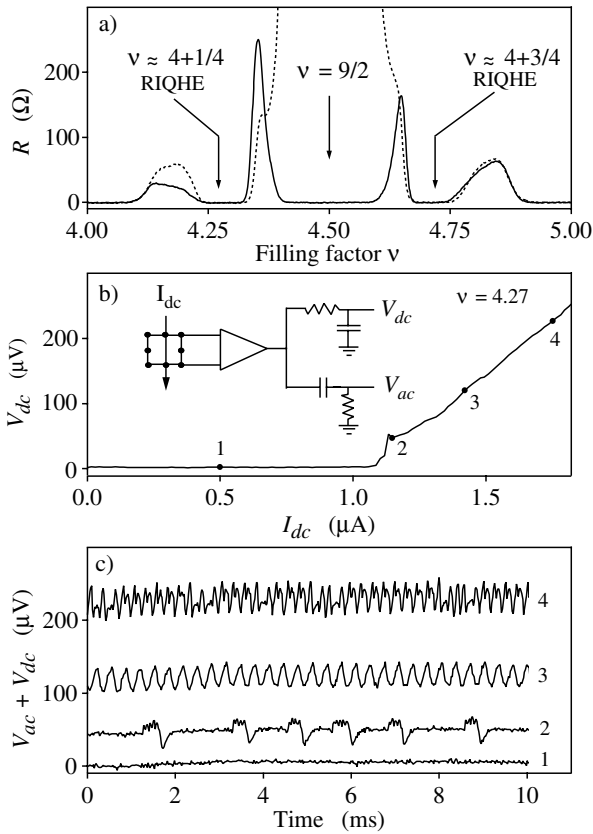 a)
ν ≈ 4+1/4
RIQHE
ν = 9/2
ν ≈ 4+3/4
RIQHE
200
100
0
R (Ω)
4.00 4.25 4.50 4.75 5.00
Filling factor ν
b)
I_dc
ν = 4.27
V_dc
V_ac
200
100
0
V_dc (μV)
1
2
3
4
0.0 0.5 1.0 1.5
I_dc (μA)
c)
200
100
0
V_ac + V_dc (μV)
4
3
2
1
0 2 4 6 8 10
Time (ms)